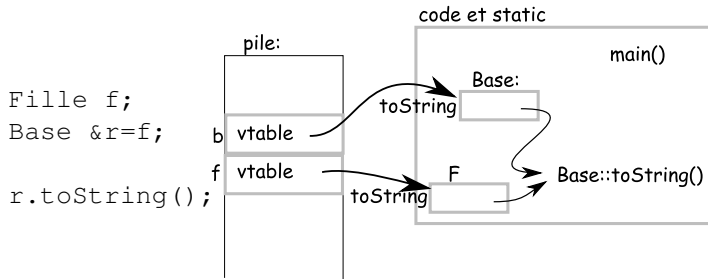 code et static
pile:
main()
Base:
Fille f;
toString
Base &r=f;
b vtable
f vtable
F
Base::toString()
r.toString();
toString